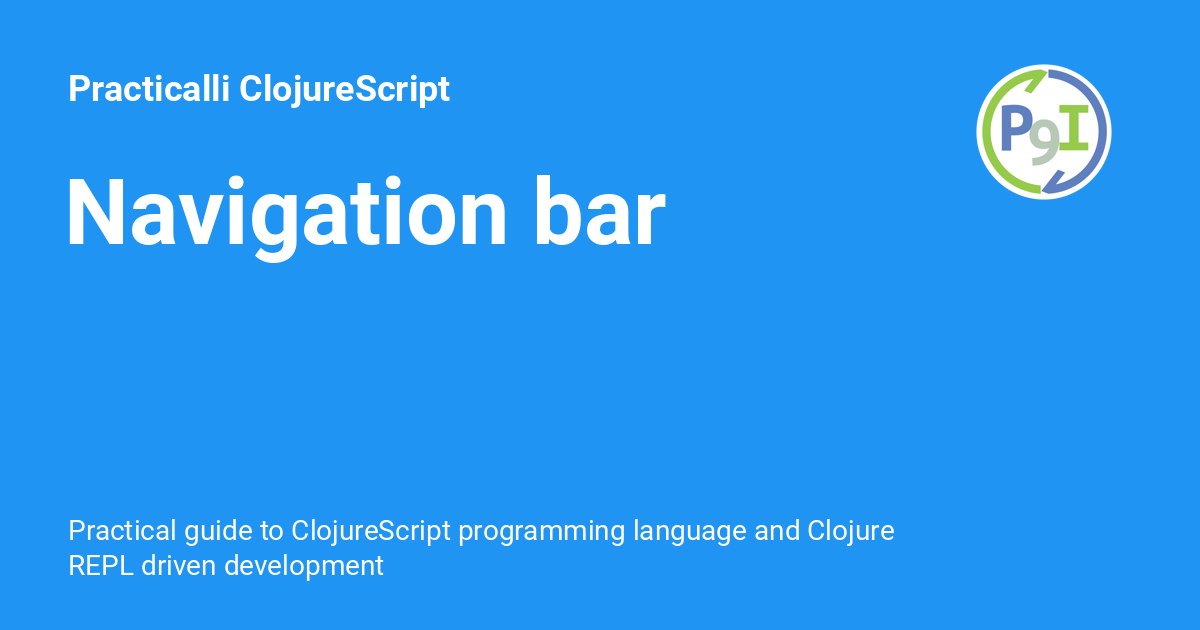 Practicalli ClojureScript
P9I
Navigation bar
Practical guide to ClojureScript programming language and Clojure
REPL driven development